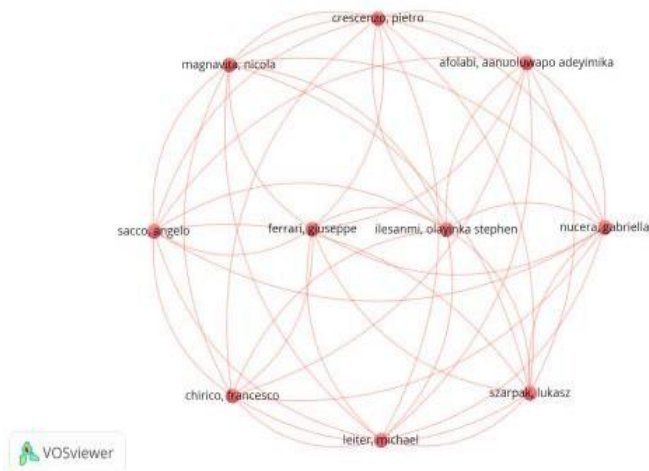 crescenzo, pietro
magnavita, nicola
afolabi, aanuoluwapo adeyimika
sacco, angelo
ferrari, giuseppe
ilesanmi, olayinka stephen
nucera, gabriella
chirico, francesco
szarpak, lukasz
leiter, michael
VOSviewer